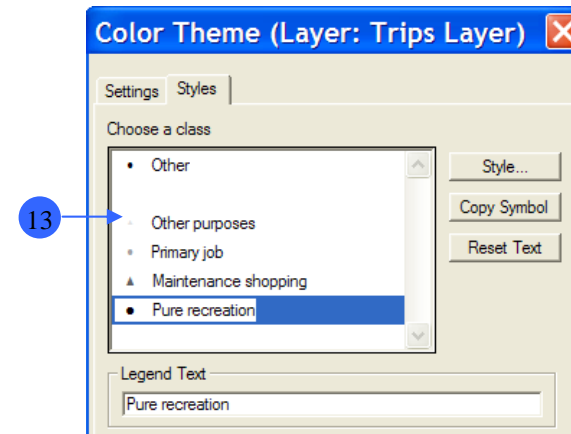 Color Theme (Layer: Trips Layer)
Settings Styles
Choose a class
Other
Style...
13
Other purposes
Copy Symbol
Primary job
Reset Text
Maintenance shopping
Pure recreation
Legend Text
Pure recreation